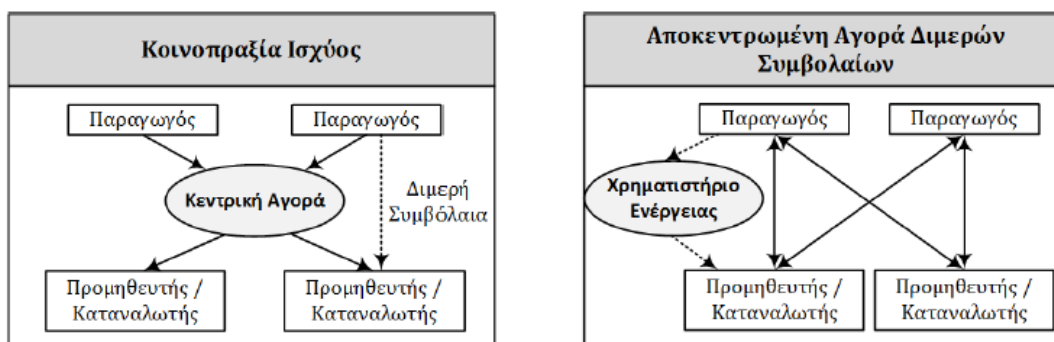 Κοινοπραξία Ισχύος
Παραγωγός
Παραγωγός
Κεντρική Αγορά
Διμερή
Συμβόλαια
Προμηθευτής /
Καταναλωτής
Προμηθευτής /
Καταναλωτής
Αποκεντρωμένη Αγορά Διμερών
Συμβολαίων
Παραγωγός
Παραγωγός
Χρηματιστήριο
Ενέργειας
Προμηθευτής /
Καταναλωτής
Προμηθευτής /
Καταναλωτής